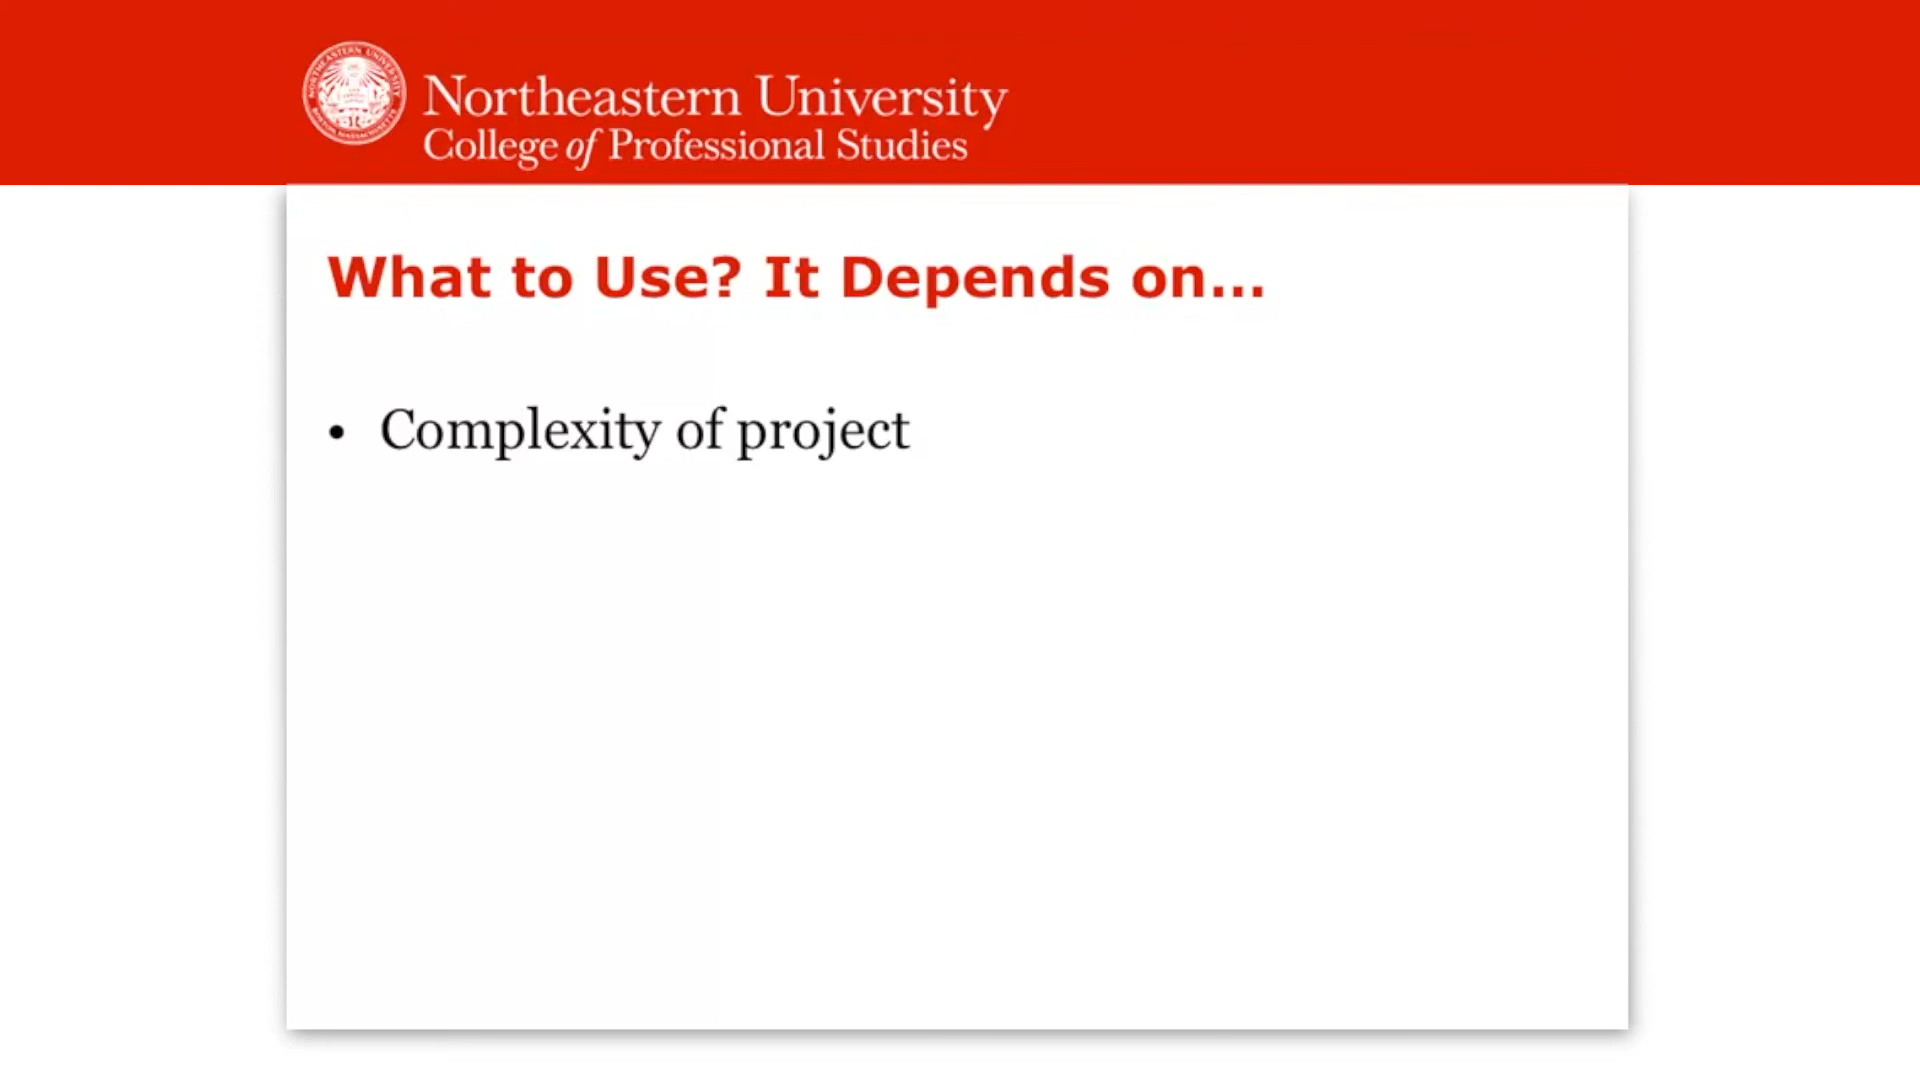 Northeastern University
College of Professional Studies
What to Use? It Depends on...
• Complexity of project